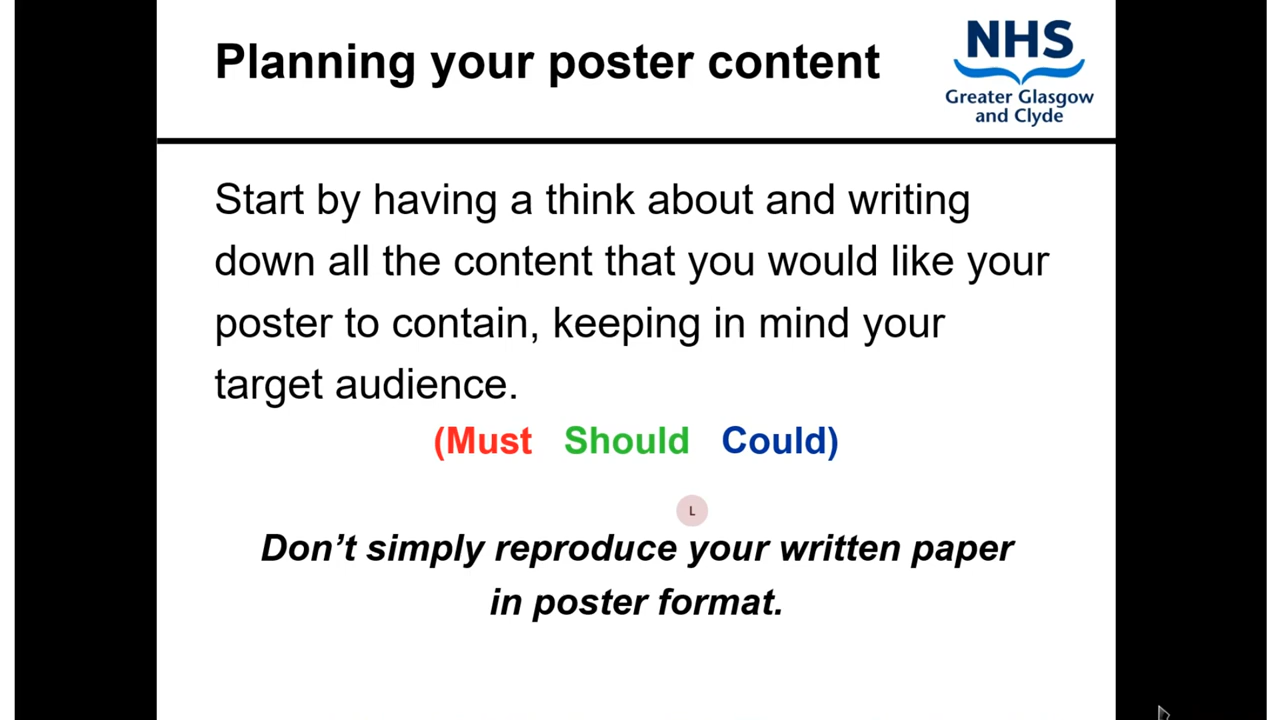 Planning your poster content
NHS
Greater Glasgow
and Clyde
Start by having a think about and writing
down all the content that you would like your
poster to contain, keeping in mind your
target audience.
(Must Should Could)
L
Don’t simply reproduce your written paper
in poster format.